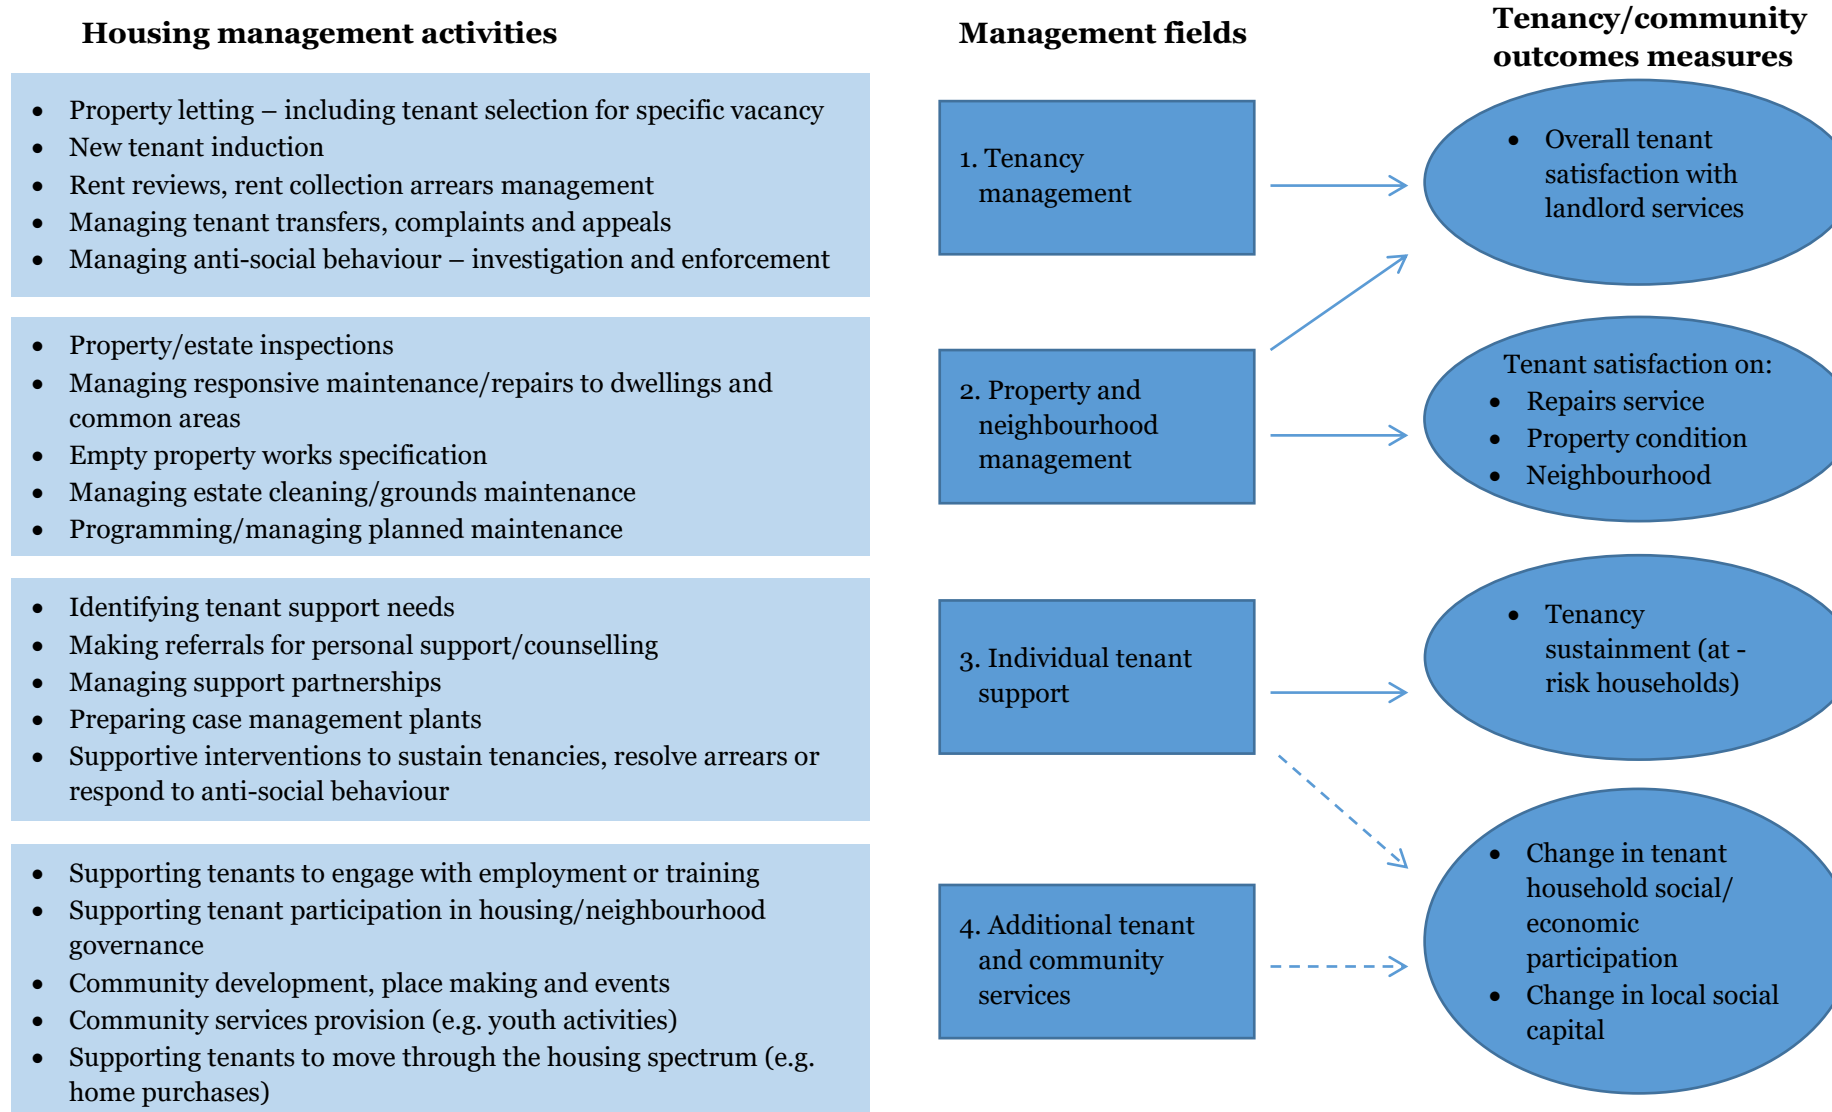 Housing management activities
Management fields
Tenancy/community
outcomes measures
• Property letting – including tenant selection for specific vacancy
• New tenant induction
• Rent reviews, rent collection arrears management
• Managing tenant transfers, complaints and appeals
• Managing anti-social behaviour – investigation and enforcement
1. Tenancy
management
• Overall tenant
satisfaction with
landlord services
• Property/estate inspections
• Managing responsive maintenance/repairs to dwellings and
common areas
• Empty property works specification
• Managing estate cleaning/grounds maintenance
• Programming/managing planned maintenance
2. Property and
neighbourhood
management
Tenant satisfaction on:
• Repairs service
• Property condition
• Neighbourhood
• Identifying tenant support needs
• Making referrals for personal support/counselling
• Managing support partnerships
• Preparing case management plants
• Supportive interventions to sustain tenancies, resolve arrears or
respond to anti-social behaviour
3. Individual tenant
support
• Tenancy
sustainment (at -
risk households)
• Supporting tenants to engage with employment or training
• Supporting tenant participation in housing/neighbourhood
governance
• Community development, place making and events
• Community services provision (e.g. youth activities)
• Supporting tenants to move through the housing spectrum (e.g.
home purchases)
4. Additional tenant
and community
services
• Change in tenant
household social/
economic
participation
• Change in local social
capital